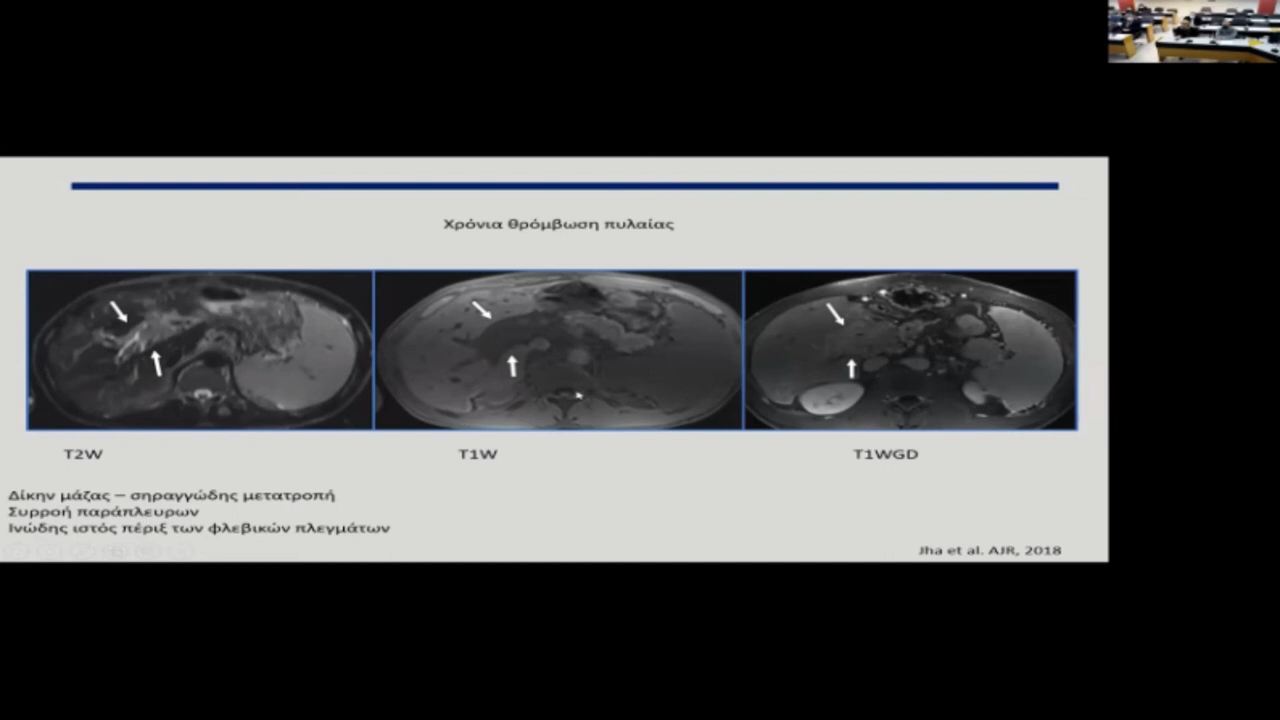 Χρόνια θρόμβωση πυλαίας
T2W
T1W
T1WGD
Δίκην μάζας – σηραγγώδης μετατροπή
Συρροή παράπλευρων
Ινώδης ιστός πέριξ των φλεβικών πλεγμάτων
Jha et al. AJR, 2018